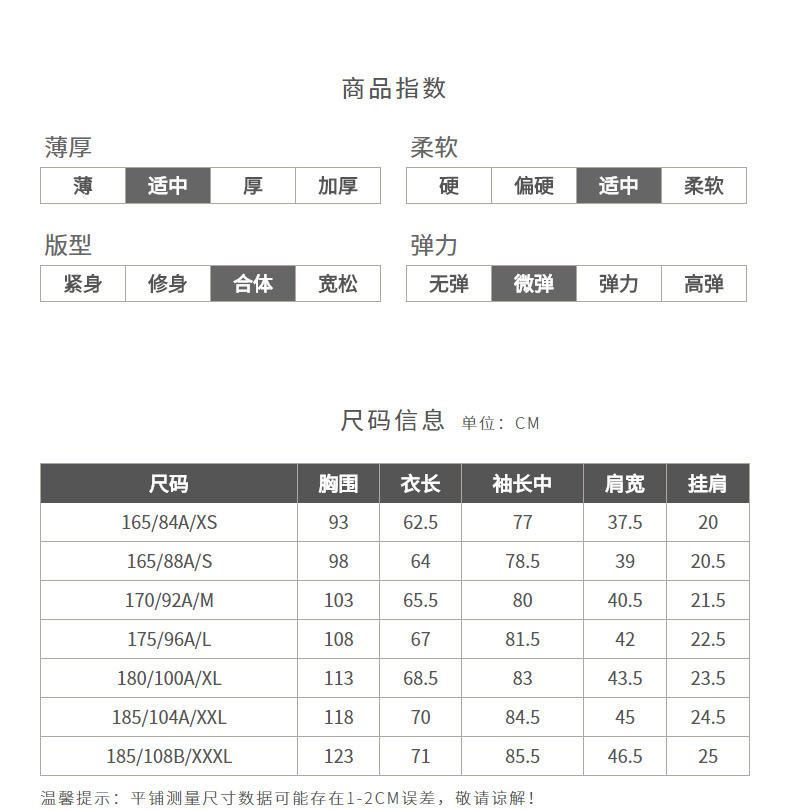 商品指数
薄厚 柔软
薄 适中 厚 加厚 硬 偏硬 适中 柔软
版型 弹力
紧身 修身 合体 宽松 无弹 微弹 弹力 高弹
尺码信息 单位：CM
尺码 胸围 衣长 袖长中 肩宽 挂肩
165/84A/XS 93 62.5 77 37.5 20
165/88A/S 98 64 78.5 39 20.5
170/92A/M 103 65.5 80 40.5 21.5
175/96A/L 108 67 81.5 42 22.5
180/100A/XL 113 68.5 83 43.5 23.5
185/104A/XXL 118 70 84.5 45 24.5
185/108B/XXXL 123 71 85.5 46.5 25
温馨提示：平铺测量尺寸数据可能存在1-2CM误差，敬请谅解！